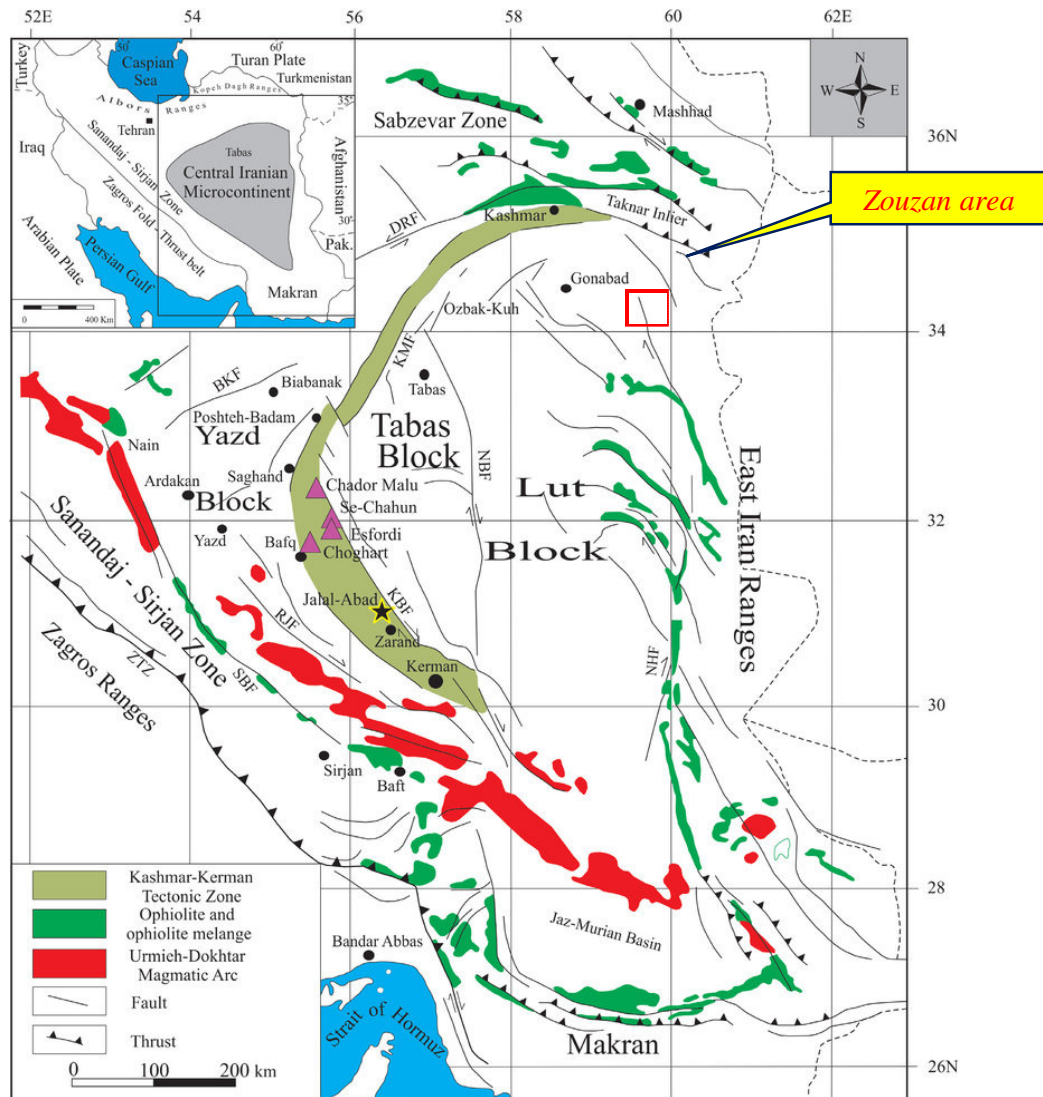 52E
54
56
58
60
62E
50°
60°
Turkey
Caspian
Sea
Turan Plate
Turkmenistan
Kopeh Dagh Ranges
35°
Albors Ranges
Tehran
Iraq
Sanandaj - Sirjan Zone
Tabas
Central Iranian
Microcontinent
Afghanistan
Zagros Fold - Thrust belt
30°
Arabian Plate
Persian Gulf
Pak.
Makran
0
400 Km
N
W
E
S
Mashhad
Sabzevar Zone
36N
Zouzan area
Taknar Inlier
Kashmar
DRF
Gonabad
Ozbak-Kuh
34
KMF
BKF
Biabanak
Tabas
Poshteh-Badam
Yazd
Block
Tabas
Block
Nain
NBF
Saghand
Ardakan
Chador Malu
Lut
Block
Se-Chahun
32
Yazd
Esfordi
Bafq
Choghart
East Iran Ranges
Sanandaj - Sirjan Zone
Jalal-Abad
KBF
RJF
Zarand
Zagros Ranges
ZTZ
SBF
Kerman
NHF
30
Sirjan
Baft
Kashmar-Kerman
Tectonic Zone
28
Ophiolite and
ophiolite melange
Jaz-Murian Basin
Urmieh-Dokhtar
Magmatic Arc
Bandar Abbas
Fault
Strait of Hormuz
Thrust
Makran
26N
0
100
200 km